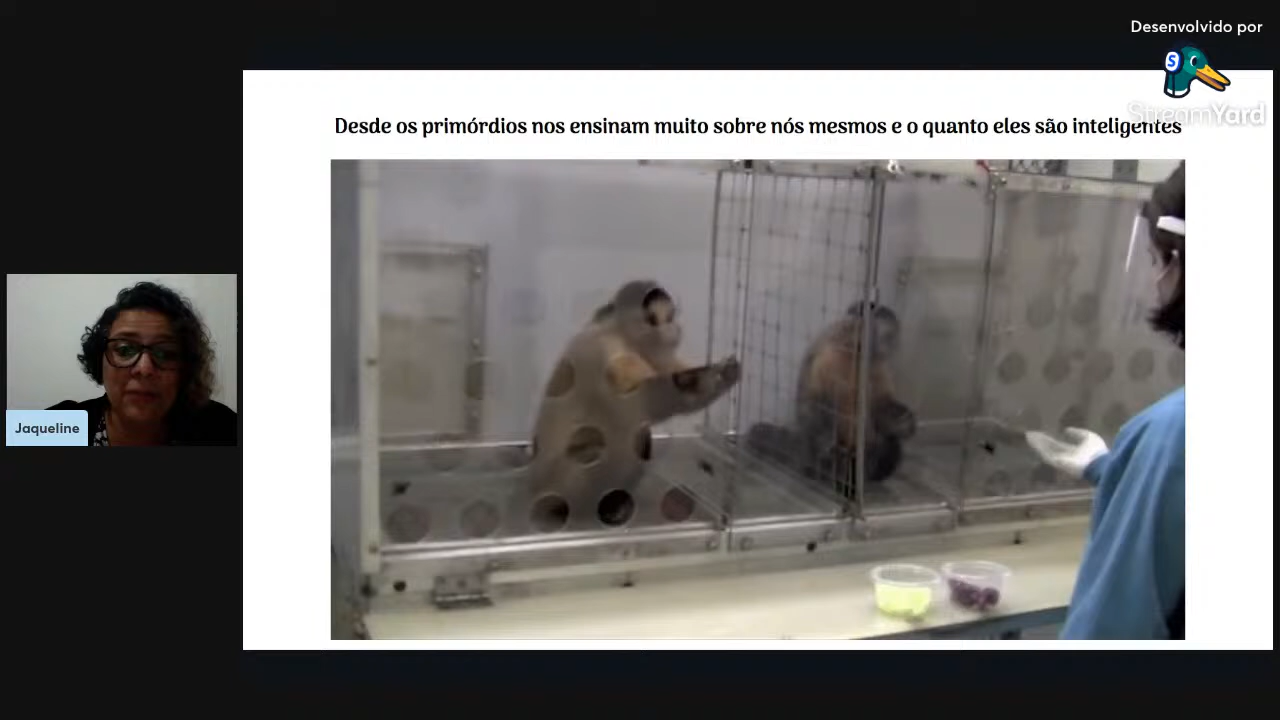 Desenvolvido por
StreamYard
Desde os primórdios nos ensinam muito sobre nós mesmos e o quanto eles são inteligentes
Jaqueline